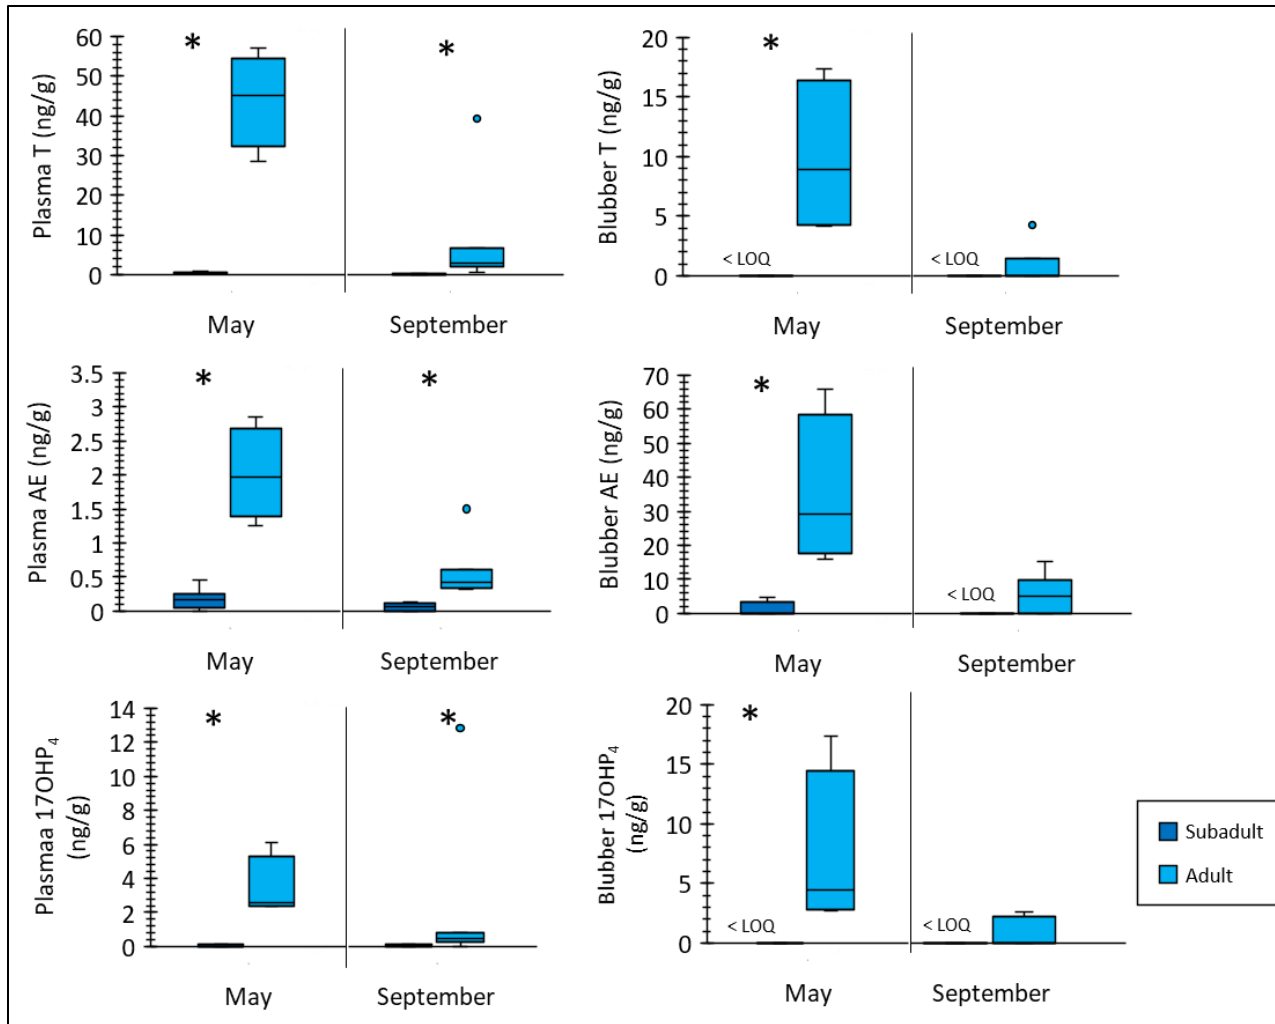 Plasma T (ng/g)
60
50
40
30
20
10
0
*
*
May
September
Blubber T (ng/g)
20
15
10
5
0
*
< LOQ
< LOQ
May
September
Plasma AE (ng/g)
3.5
3
2.5
2
1.5
1
0.5
0
*
*
May
September
Blubber AE (ng/g)
70
60
50
40
30
20
10
0
*
< LOQ
May
September
Plasmaa 17OHP₄
(ng/g)
14
12
10
8
6
4
2
0
*
*
May
September
Blubber 17OHP₄
(ng/g)
20
15
10
5
0
*
< LOQ
< LOQ
May
September
Subadult
Adult